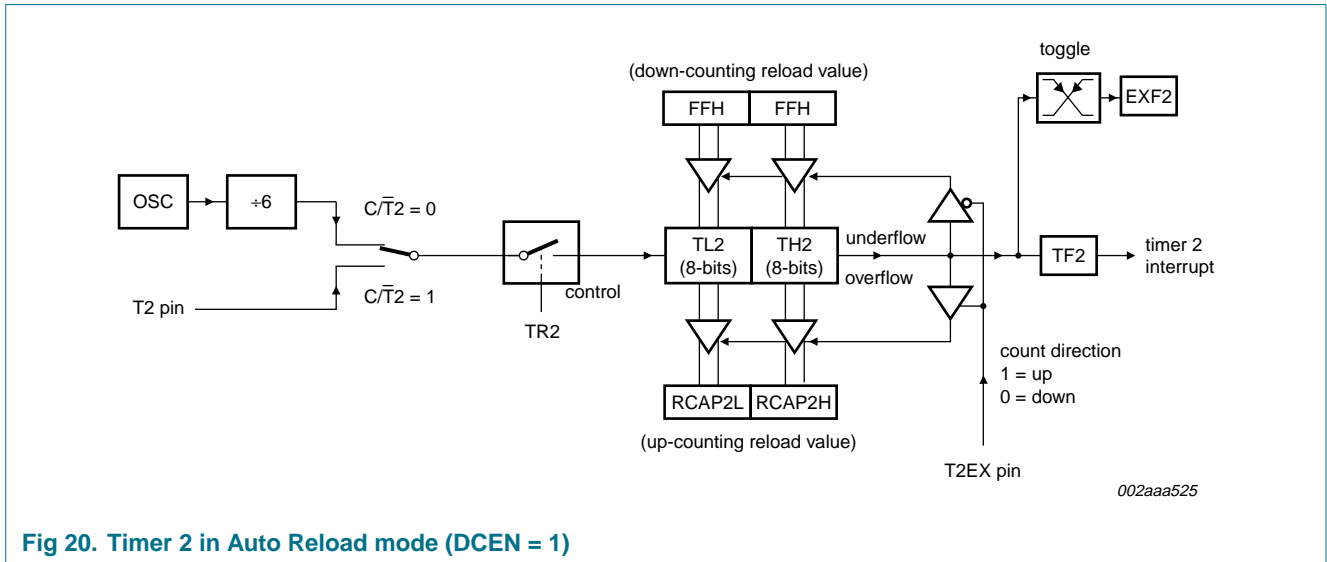 toggle
(down-counting reload value)
FFH FFH
EXF2
OSC
÷6
C/T̅2 = 0
TL2
(8-bits)
TH2
(8-bits)
underflow
overflow
TF2
timer 2
interrupt
control
C/T̅2 = 1
T2 pin
TR2
count direction
1 = up
0 = down
RCAP2L RCAP2H
(up-counting reload value)
T2EX pin
002aaa525
Fig 20. Timer 2 in Auto Reload mode (DCEN = 1)